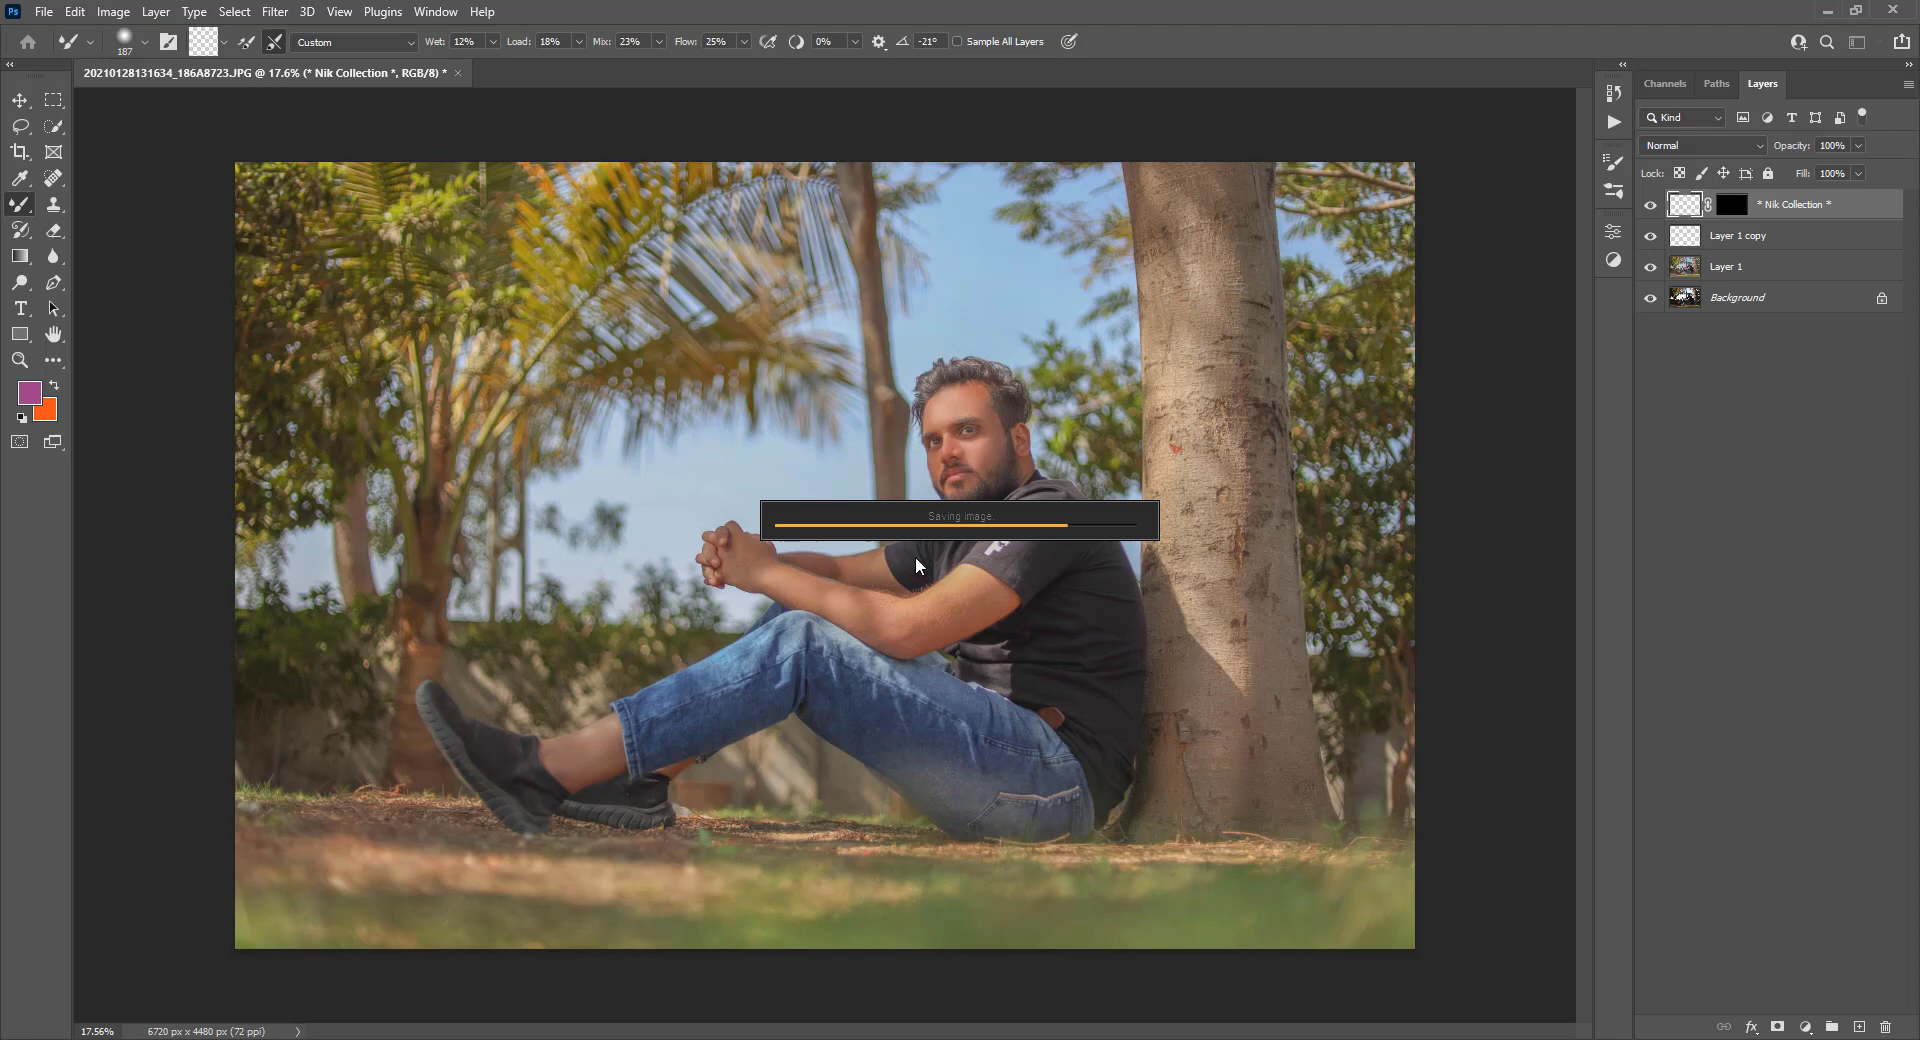 Ps File Edit Image Layer Type Select Filter 3D View Plugins Window Help
187 Custom Wet: 12% Load: 18% Mix: 23% Flow: 25% 0% -21° Sample All Layers
20210128131634_186A8723.JPG @ 17.6% (* Nik Collection *, RGB/8) * ×
Channels Paths Layers
Kind
Normal Opacity: 100%
Lock: Fill: 100%
* Nik Collection *
Layer 1 copy
Layer 1
Background
Saving image.
17.56% 6720 px x 4480 px (72 ppi)